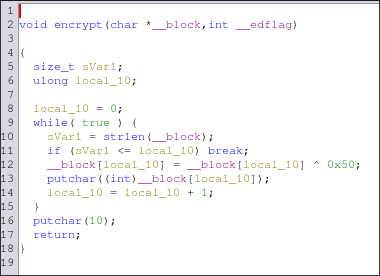 1
2 void encrypt(char *__block,int __edflag)
3
4 {
5   size_t sVar1;
6   ulong local_10;
7
8   local_10 = 0;
9   while( true ) {
10     sVar1 = strlen(__block);
11     if (sVar1 <= local_10) break;
12     __block[local_10] = __block[local_10] ^ 0x50;
13     putchar((int)__block[local_10]);
14     local_10 = local_10 + 1;
15   }
16   putchar(10);
17   return;
18 }
19